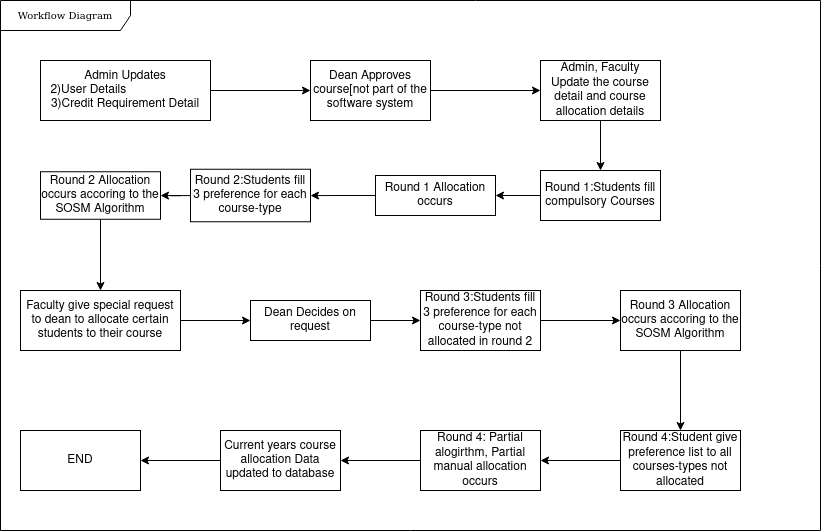 Workflow Diagram
Admin Updates
2)User Details
3)Credit Requirement Detail
Dean Approves
course[not part of the
software system
Admin, Faculty
Update the course
detail and course
allocation details
Round 2 Allocation
occurs accoring to the
SOSM Algorithm
Round 2:Students fill
3 preference for each
course-type
Round 1 Allocation
occurs
Round 1:Students fill
compulsory Courses
Faculty give special request
to dean to allocate certain
students to their course
Dean Decides on
request
Round 3:Students fill
3 preference for each
course-type not
allocated in round 2
Round 3 Allocation
occurs accoring to the
SOSM Algorithm
END
Current years course
allocation Data
updated to database
Round 4: Partial
alogirthm, Partial
manual allocation
occurs
Round 4:Student give
preference list to all
courses-types not
allocated